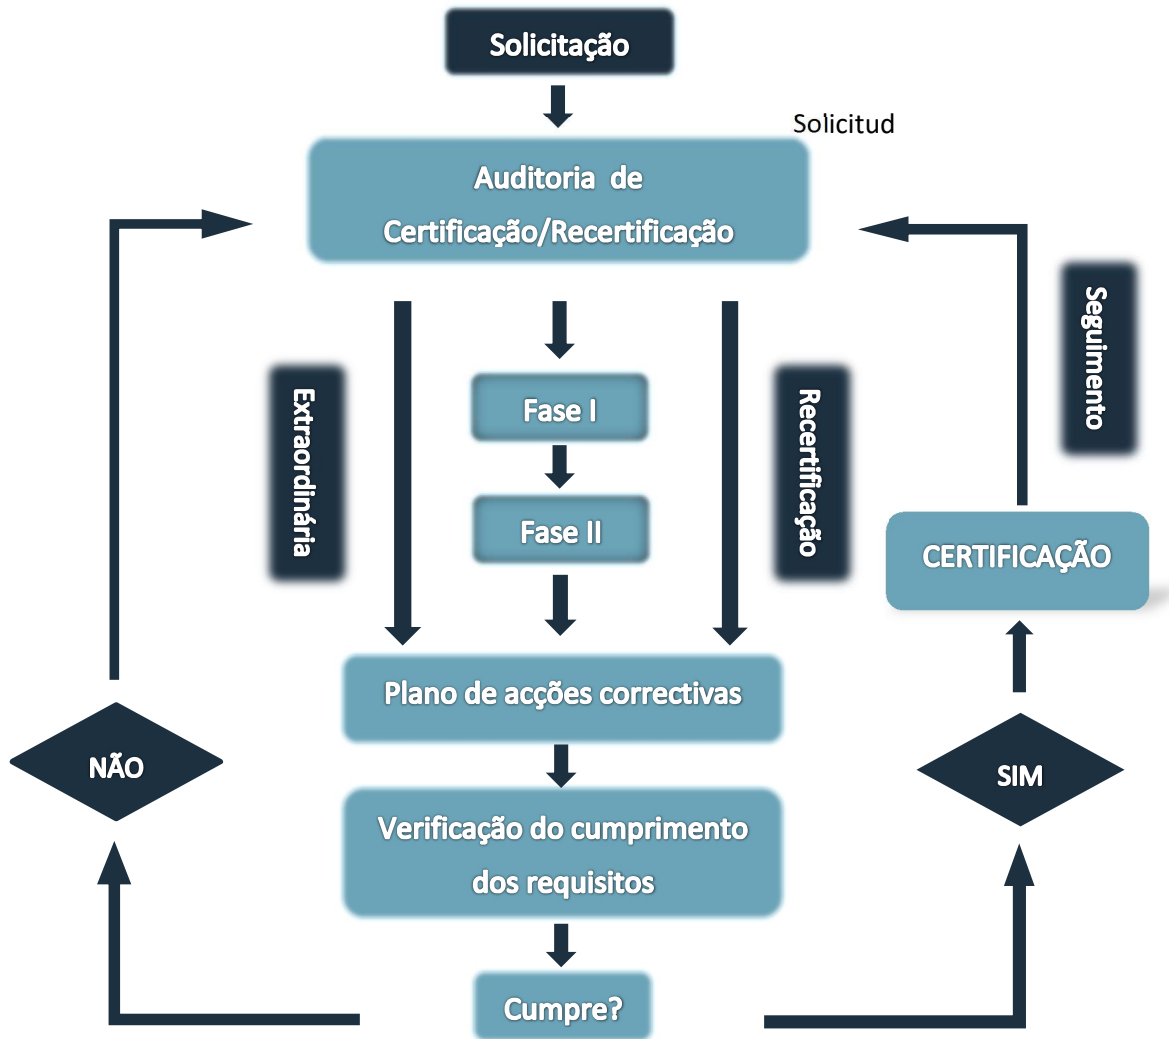 Solicitação
Solicitud
Auditoria de
Certificação/Recertificação
Seguimento
Extraordinária
Fase I
Recertificação
Fase II
CERTIFICAÇÃO
Plano de acções correctivas
NÃO
SIM
Verificação do cumprimento
dos requisitos
Cumpre?